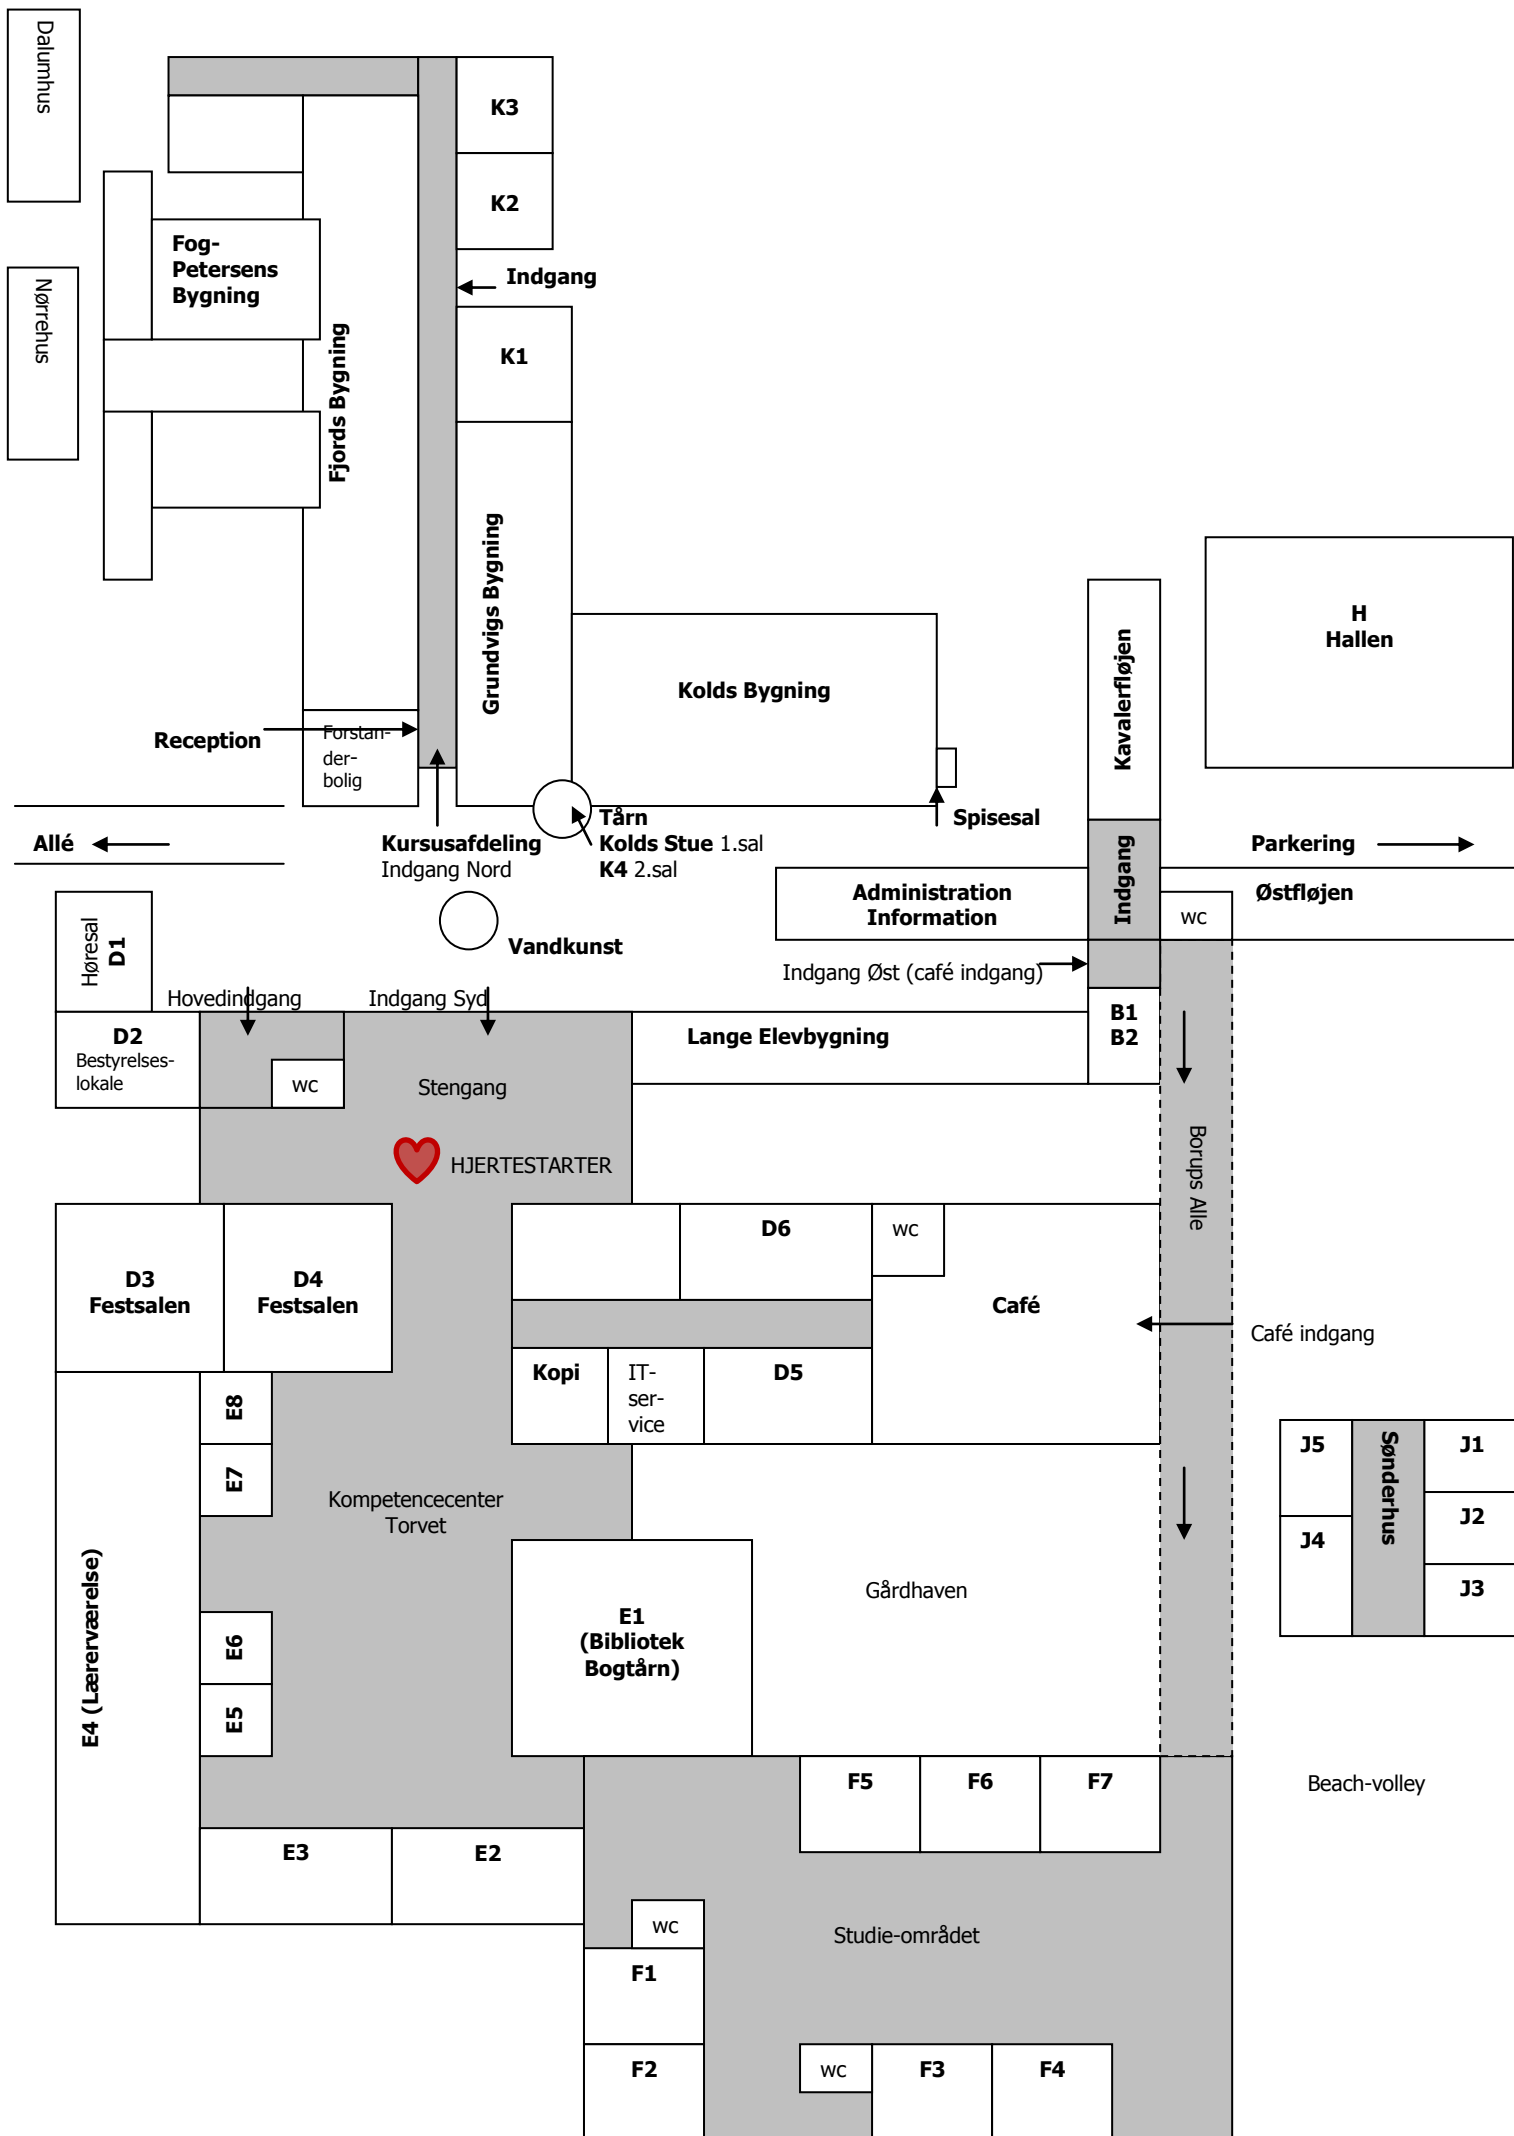 Dalumhus
K3
K2
Fog-
Petersens
Bygning
Indgang
Nørrehus
K1
Fjords Bygning
Grundvigs Bygning
H
Hallen
Kavalerfløjen
Kolds Bygning
Reception
Forstan-
der-
bolig
Tårn
Kolds Stue 1.sal
K4 2.sal
Spisesal
Allé
Kursusafdeling
Indgang Nord
Parkering
Administration
Information
Indgang
Østfløjen
wc
Høresal
D1
Vandkunst
Indgang Øst (café indgang)
Hovedindgang
Indgang Syd
D2
Bestyrelses-
lokale
wc
Stengang
Lange Elevbygning
B1
B2
HJERTESTARTER
Borups Alle
D3
Festsalen
D4
Festsalen
D6
wc
Café
Café indgang
Kopi
IT-
ser-
vice
D5
E8
E7
J5
Sønderhus
J1
J2
J4
J3
Kompetencecenter
Torvet
E4 (Lærerværelse)
Gårdhaven
E1
(Bibliotek
Bogtårn)
E6
E5
F5
F6
F7
Beach-volley
E3
E2
wc
Studie-området
F1
F2
wc
F3
F4